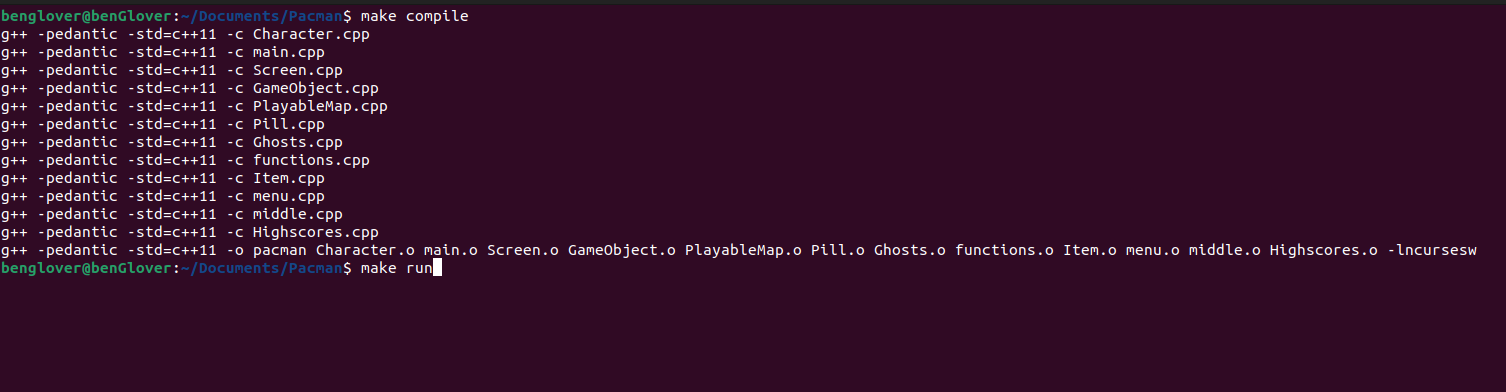 benglover@benGlover:~/Documents/Pacman$ make compile
g++ -pedantic -std=c++11 -c Character.cpp
g++ -pedantic -std=c++11 -c main.cpp
g++ -pedantic -std=c++11 -c Screen.cpp
g++ -pedantic -std=c++11 -c GameObject.cpp
g++ -pedantic -std=c++11 -c PlayableMap.cpp
g++ -pedantic -std=c++11 -c Pill.cpp
g++ -pedantic -std=c++11 -c Ghosts.cpp
g++ -pedantic -std=c++11 -c functions.cpp
g++ -pedantic -std=c++11 -c Item.cpp
g++ -pedantic -std=c++11 -c menu.cpp
g++ -pedantic -std=c++11 -c middle.cpp
g++ -pedantic -std=c++11 -c Highscores.cpp
g++ -pedantic -std=c++11 -o pacman Character.o main.o Screen.o GameObject.o PlayableMap.o Pill.o Ghosts.o functions.o Item.o menu.o middle.o Highscores.o -lncursesw
benglover@benGlover:~/Documents/Pacman$ make run